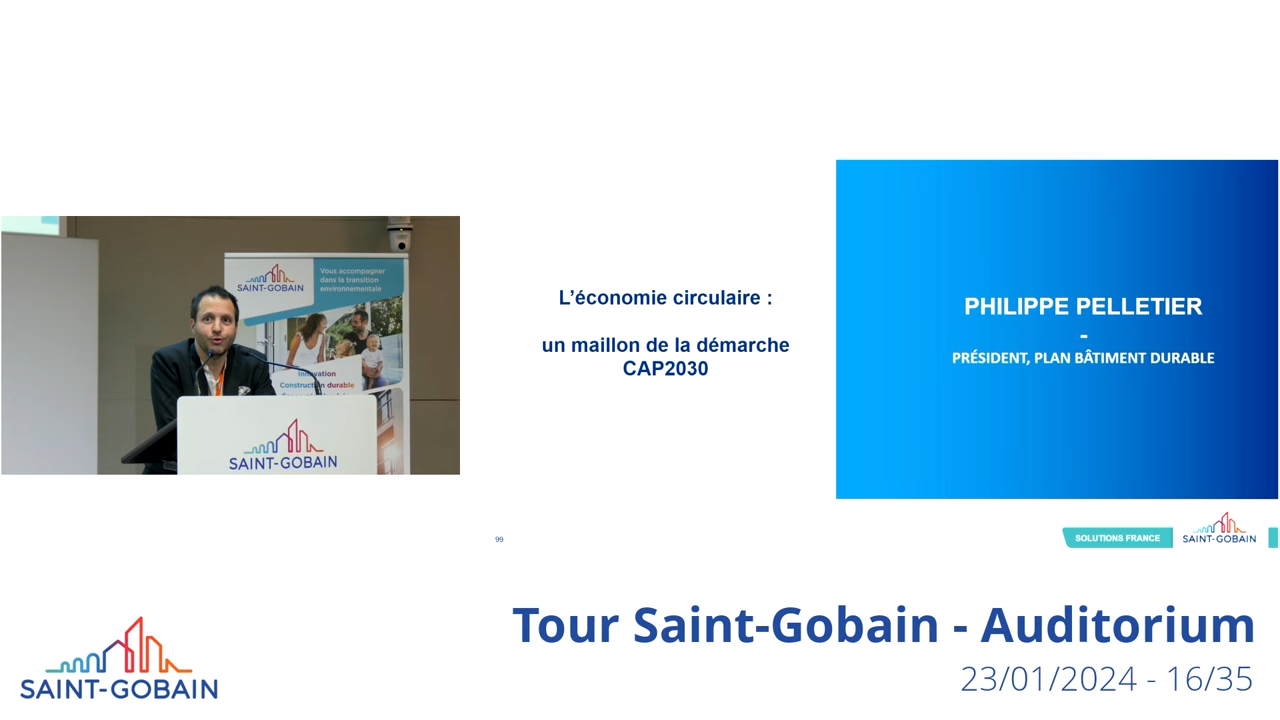 Vous accompagner
dans la transition
environnementale
SAINT-GOBAIN
Innovation
Construction durable
SAINT-GOBAIN
L'économie circulaire :
un maillon de la démarche
CAP2030
PHILIPPE PELLETIER
-
PRÉSIDENT, PLAN BÂTIMENT DURABLE
99
SOLUTIONS FRANCE
SAINT-GOBAIN
Tour Saint-Gobain - Auditorium
23/01/2024 - 16/35
SAINT-GOBAIN